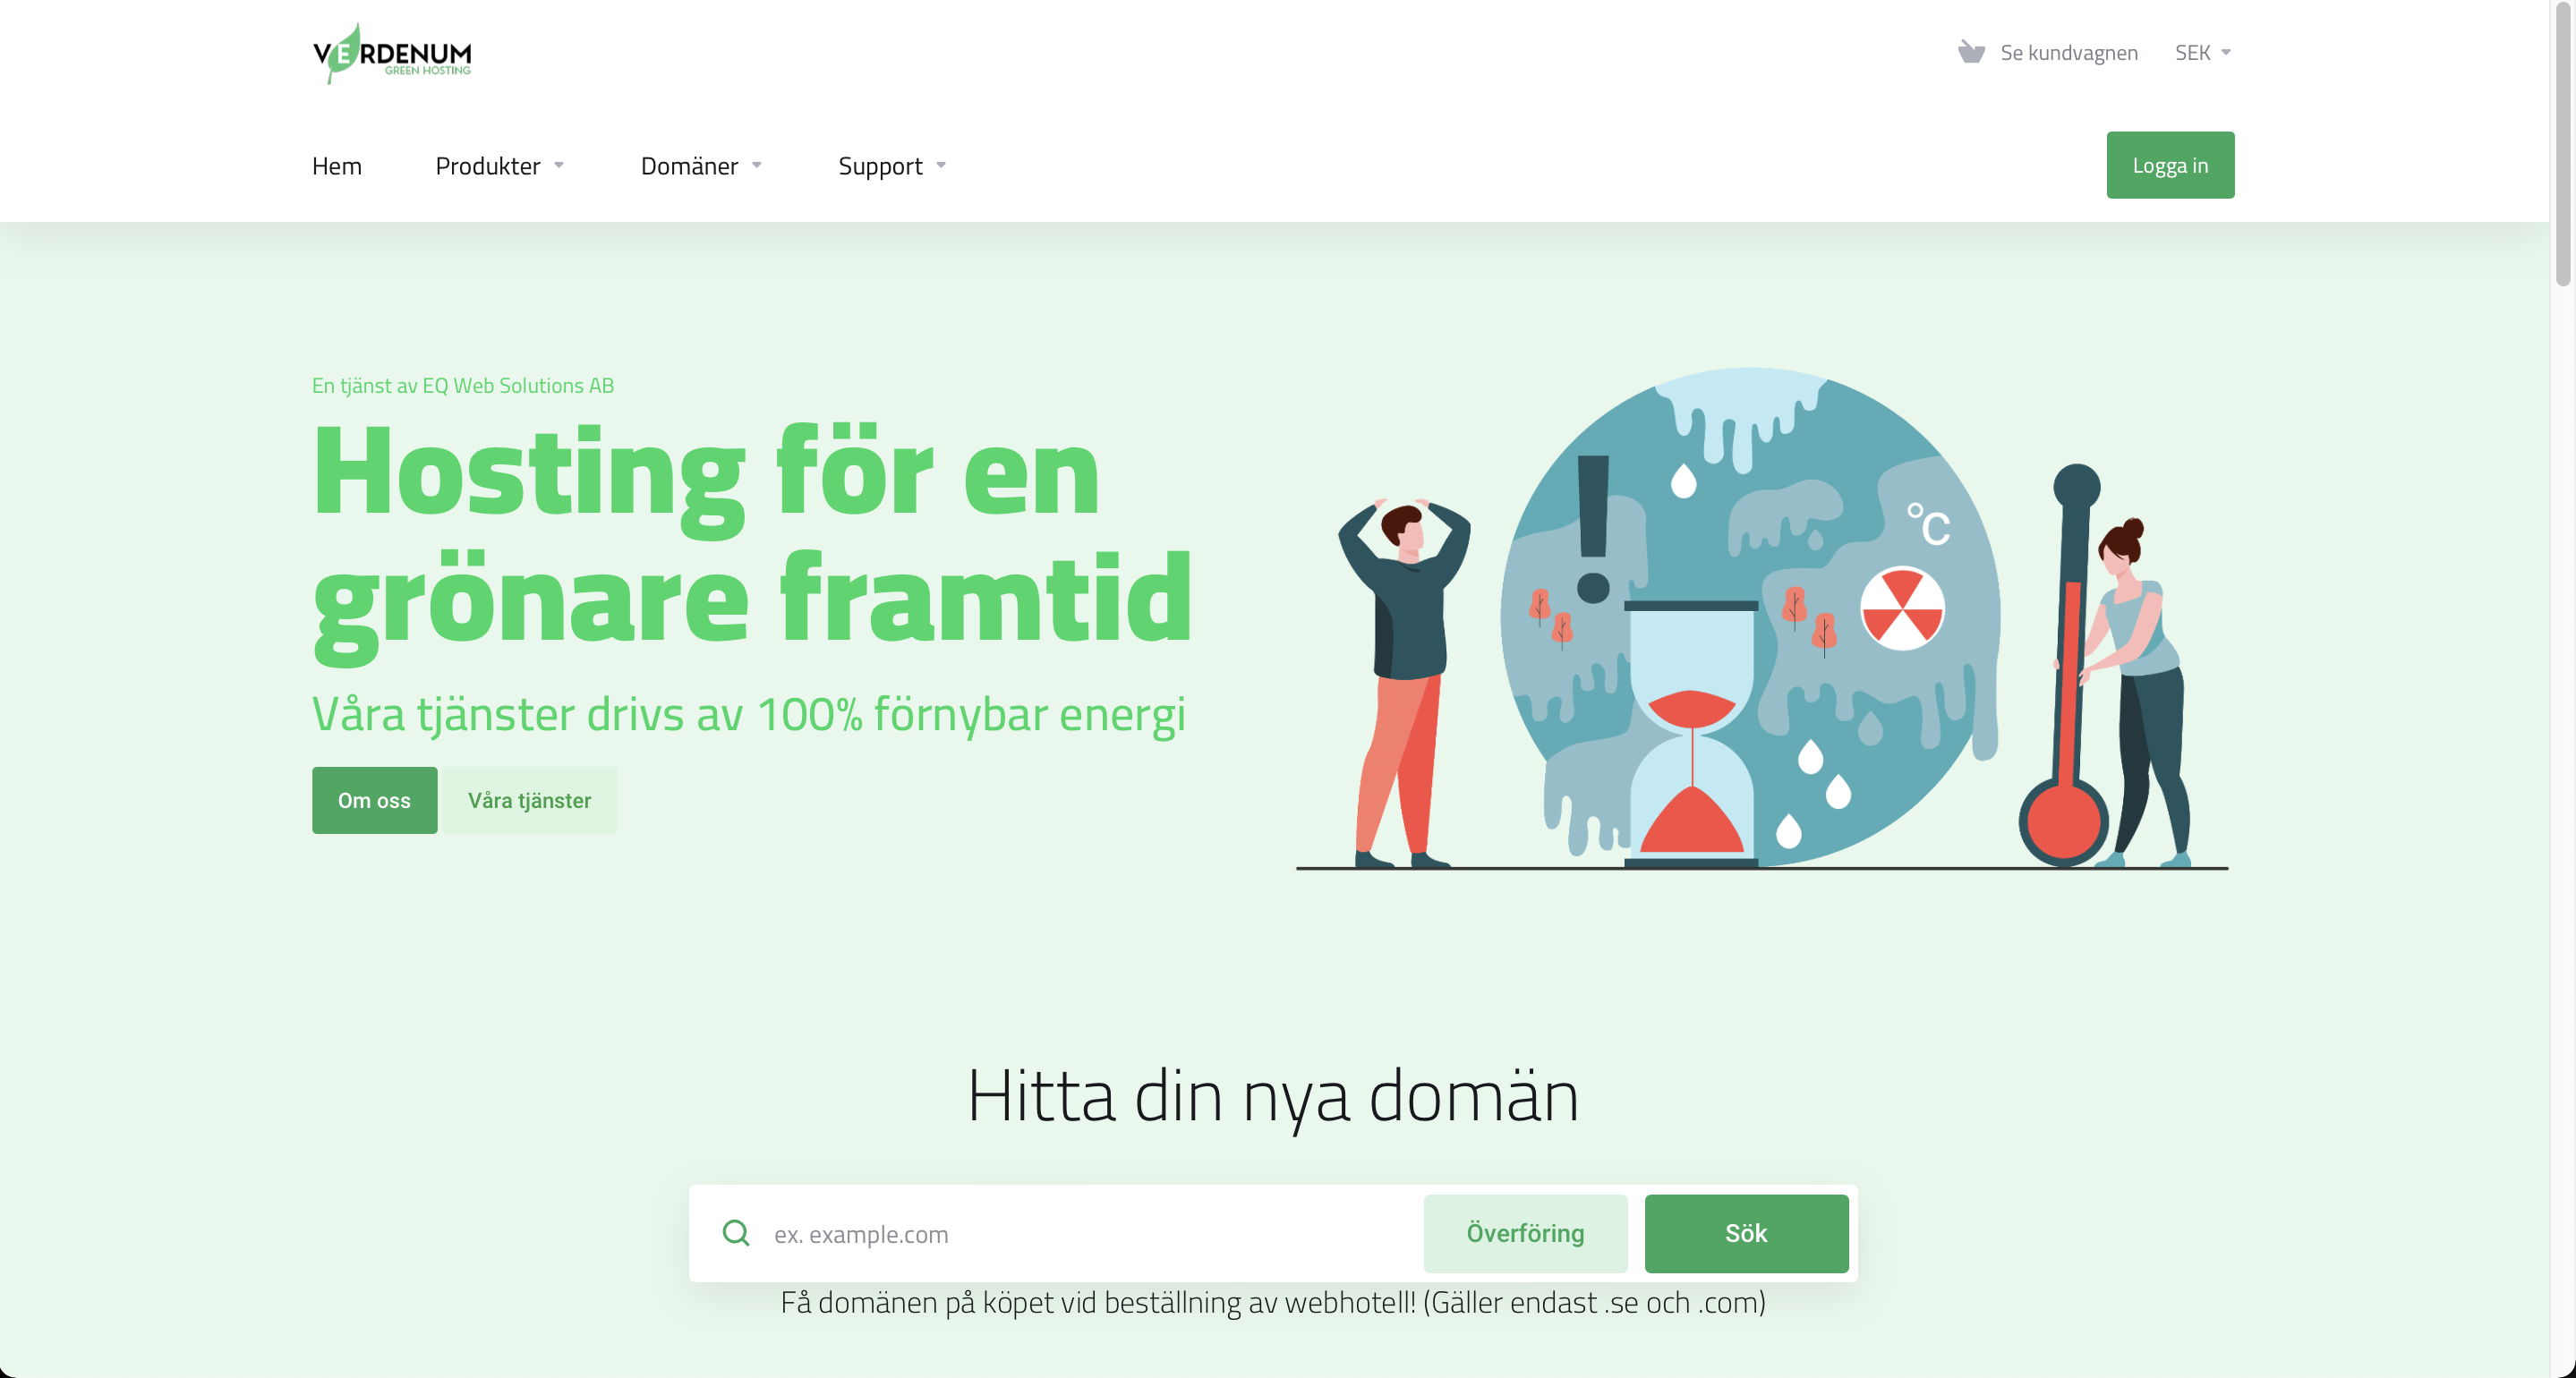 VERDENUM
GREEN HOSTING
Se kundvagnen
SEK
Hem
Produkter
Domäner
Support
Logga in
En tjänst av EQ Web Solutions AB
Hosting för en
grönare framtid
Våra tjänster drivs av 100% förnybar energi
Om oss
Våra tjänster
!
°C
Hitta din nya domän
ex. example.com
Överföring
Sök
Få domänen på köpet vid beställning av webhotell! (Gäller endast .se och .com)